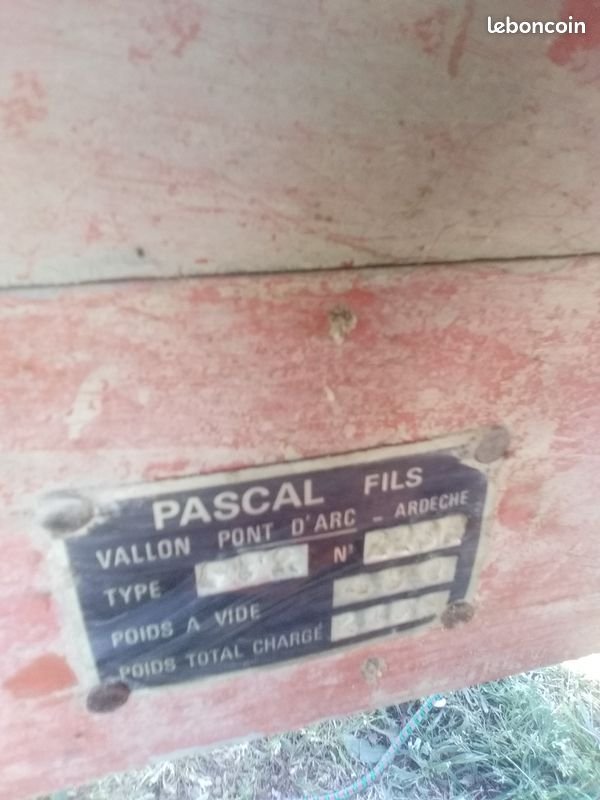 leboncoin
PASCAL FILS
VALLON PONT D'ARC - ARDECHE
TYPE N°
POIDS A VIDE
POIDS TOTAL CHARGÉ